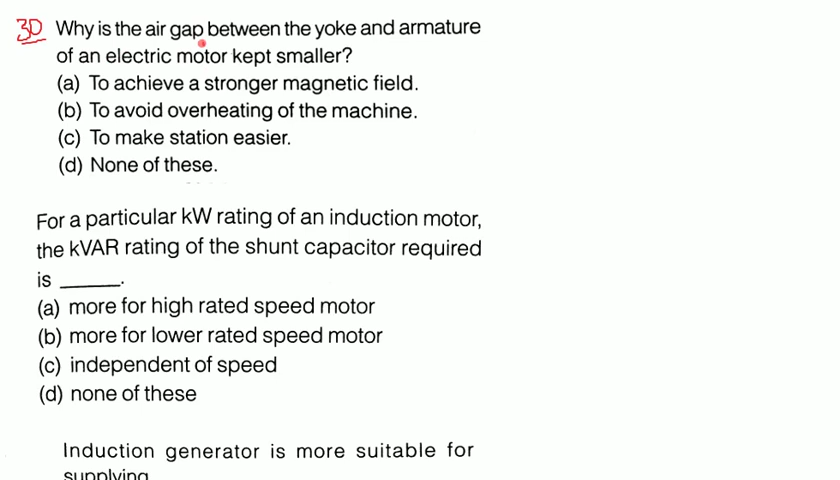 30 Why is the air gap between the yoke and armature
of an electric motor kept smaller?
(a) To achieve a stronger magnetic field.
(b) To avoid overheating of the machine.
(c) To make station easier.
(d) None of these.
For a particular kW rating of an induction motor,
the kVAR rating of the shunt capacitor required
is ______.
(a) more for high rated speed motor
(b) more for lower rated speed motor
(c) independent of speed
(d) none of these
Induction generator is more suitable for
supplying